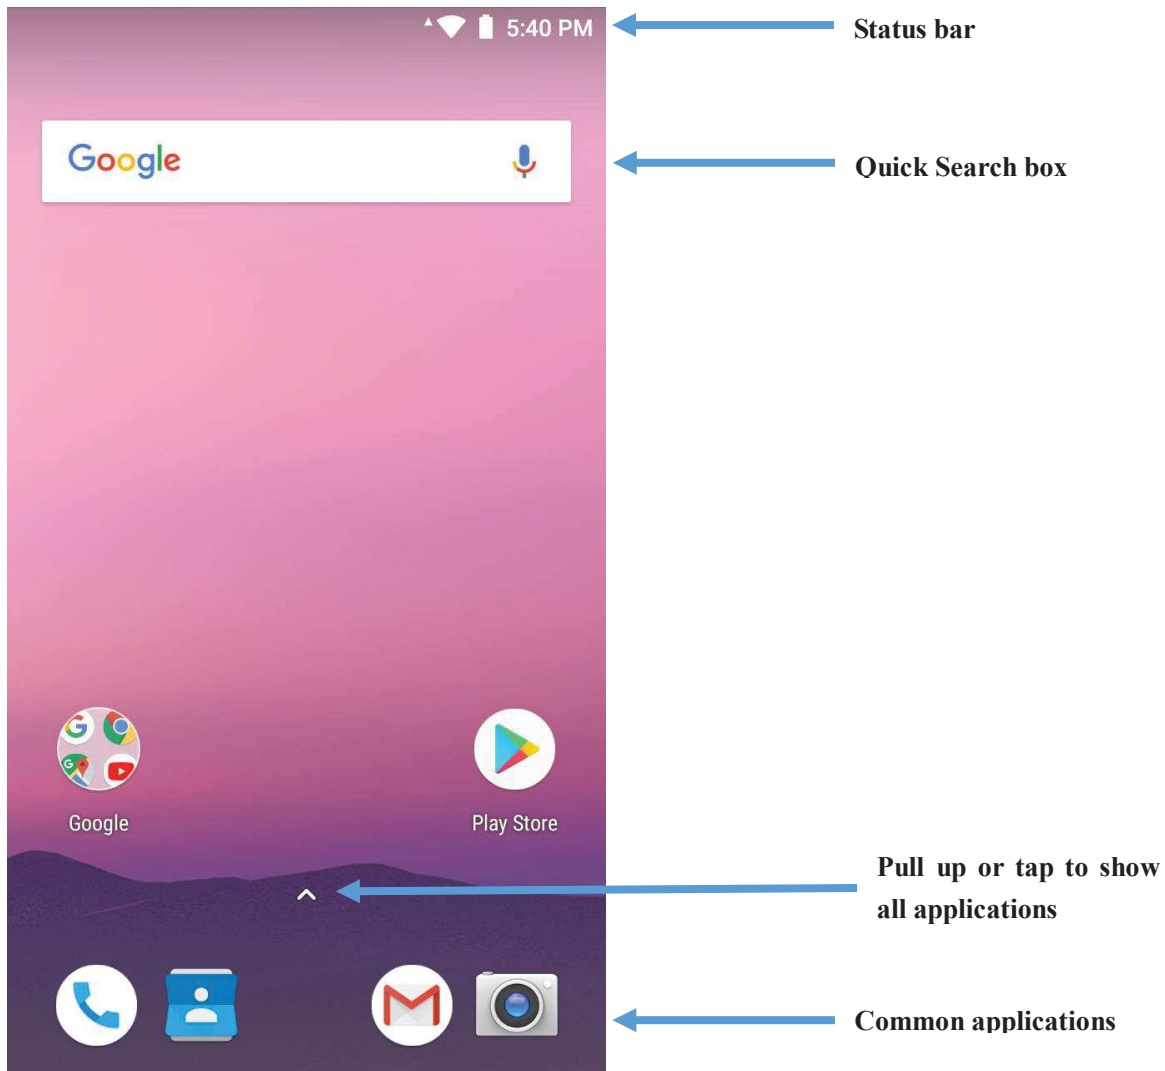 5:40 PM
Status bar
Google
Quick Search box
Google
Play Store
Pull up or tap to show
all applications
Common applications